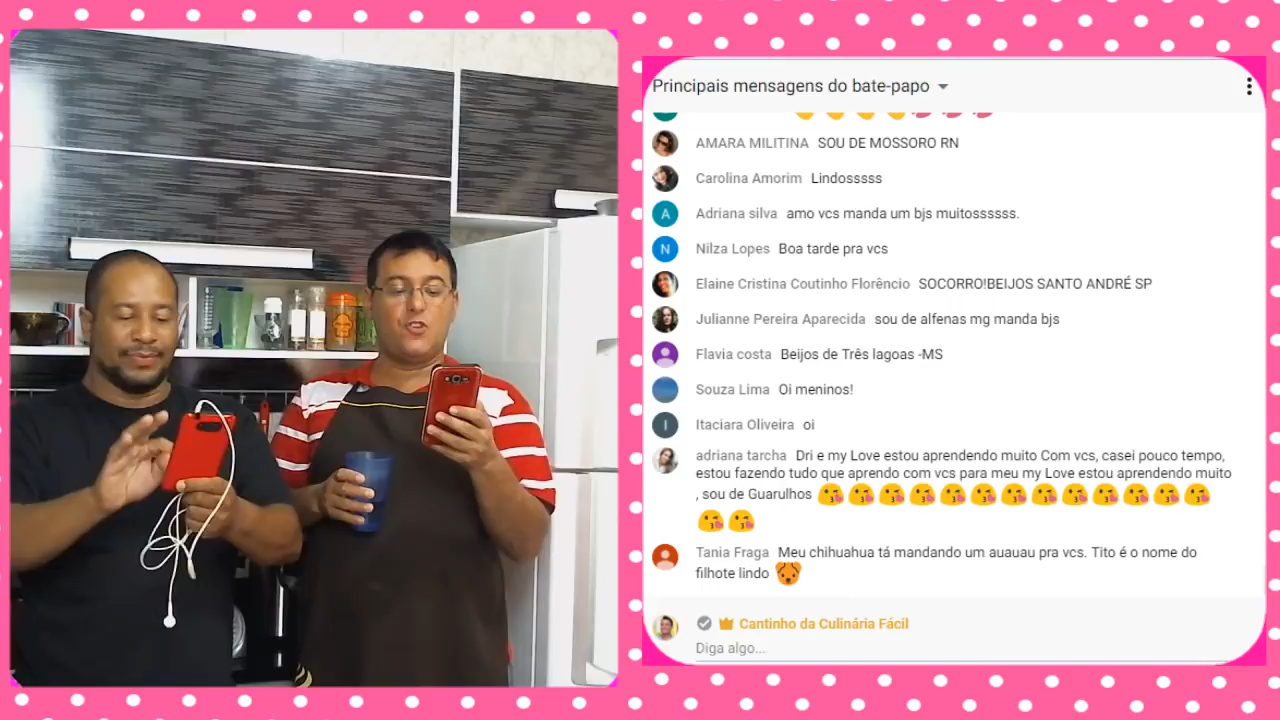 Principais mensagens do bate-papo
AMARA MILITINA SOU DE MOSSORO RN
Carolina Amorim Lindosssss
A Adriana silva amo vcs manda um bjs muitossssss.
N Nilza Lopes Boa tarde pra vcs
Elaine Cristina Coutinho Florêncio SOCORRO!BEIJOS SANTO ANDRÉ SP
Julianne Pereira Aparecida sou de alfenas mg manda bjs
Flavia costa Beijos de Três lagoas -MS
Souza Lima Oi meninos!
I Itaciara Oliveira oi
adriana tarcha Dri e my Love estou aprendendo muito Com vcs, casei pouco tempo,
estou fazendo tudo que aprendo com vcs para meu my Love estou aprendendo muito
, sou de Guarulhos
Tania Fraga Meu chihuahua tá mandando um auauau pra vcs. Tito é o nome do
filhote lindo
Cantinho da Culinária Fácil
Diga algo...